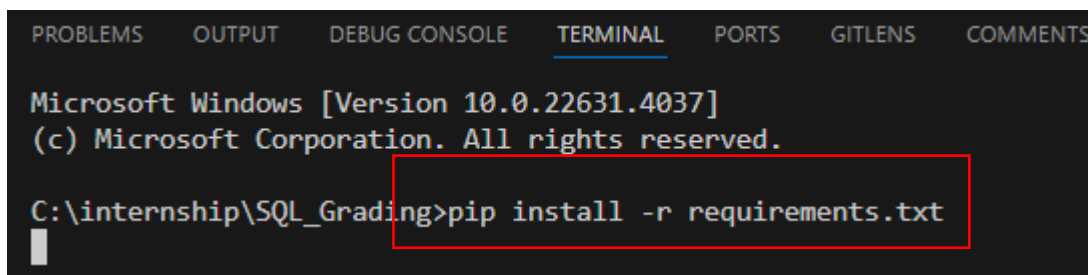 PROBLEMS OUTPUT DEBUG CONSOLE TERMINAL PORTS GITLENS COMMENTS
Microsoft Windows [Version 10.0.22631.4037]
(c) Microsoft Corporation. All rights reserved.
C:\internship\SQL_Grading>pip install -r requirements.txt